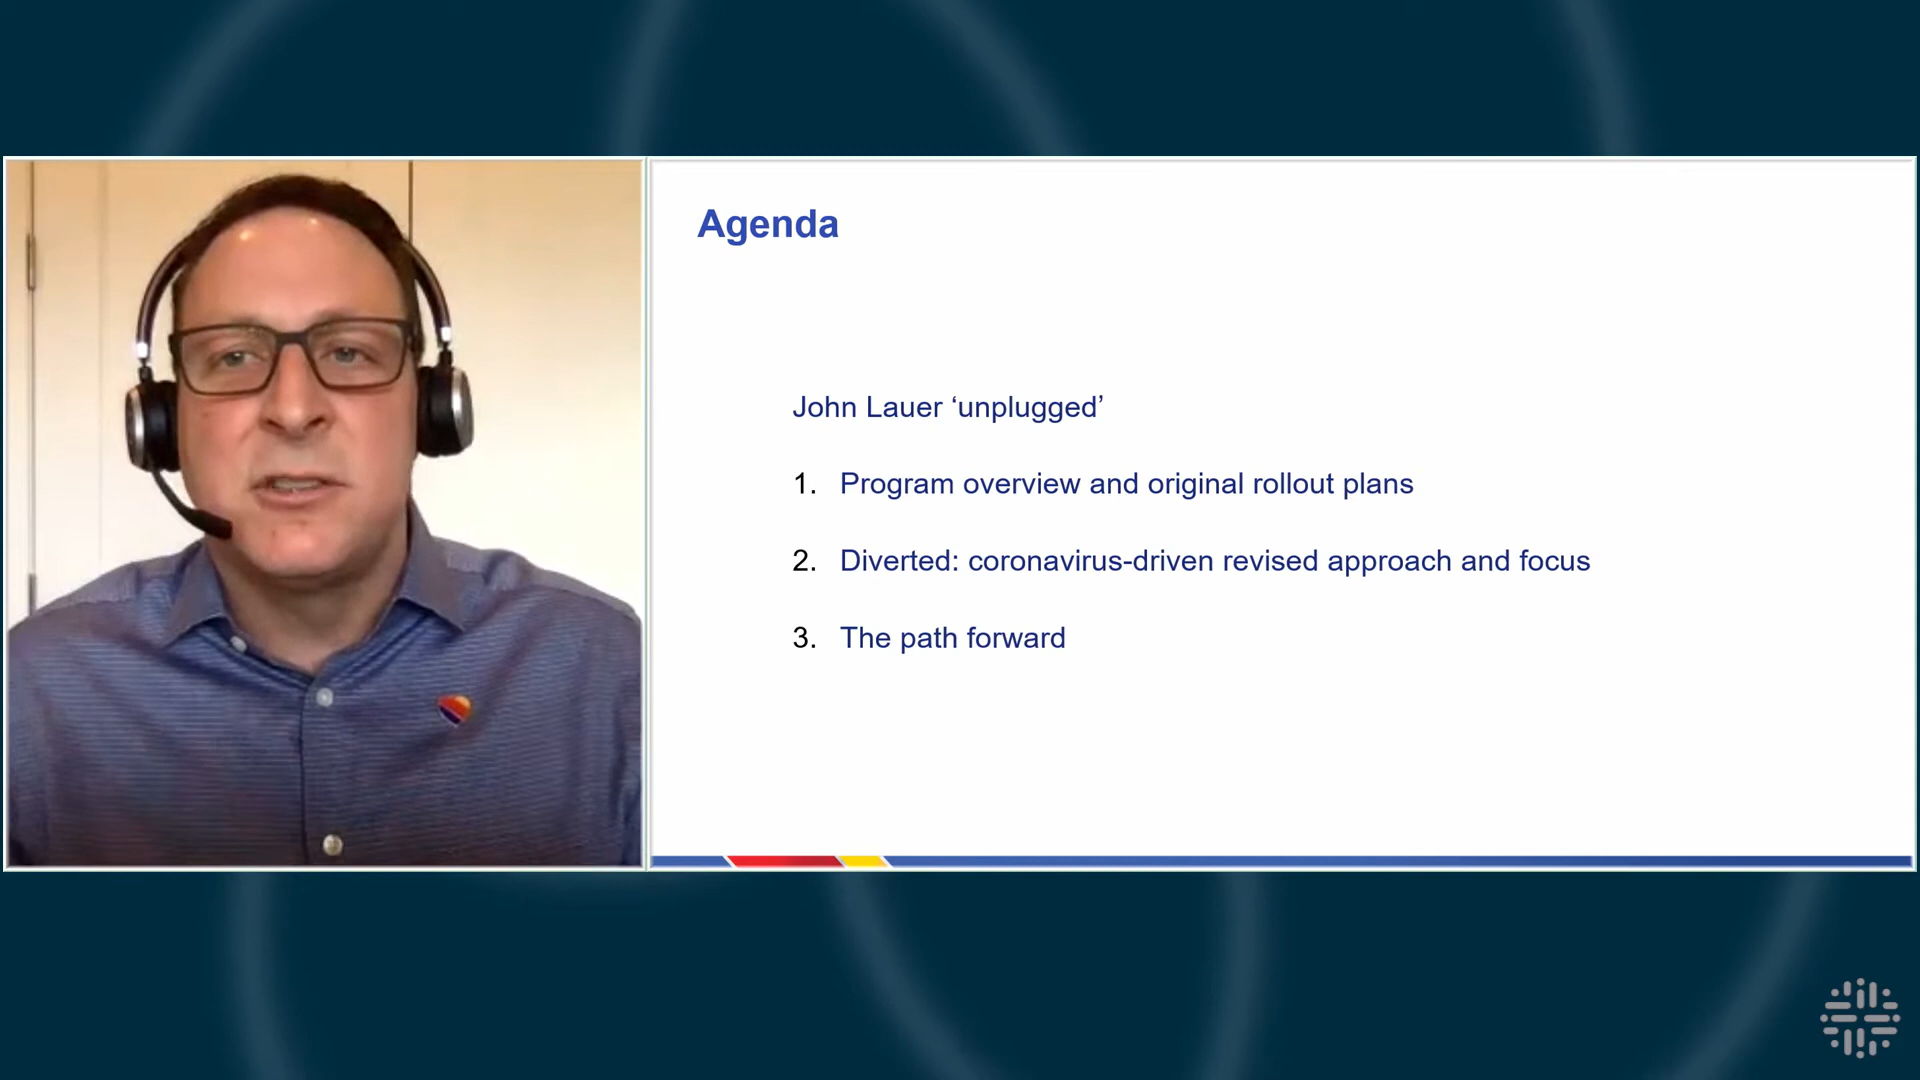 Agenda
John Lauer ‘unplugged’
1. Program overview and original rollout plans
2. Diverted: coronavirus-driven revised approach and focus
3. The path forward